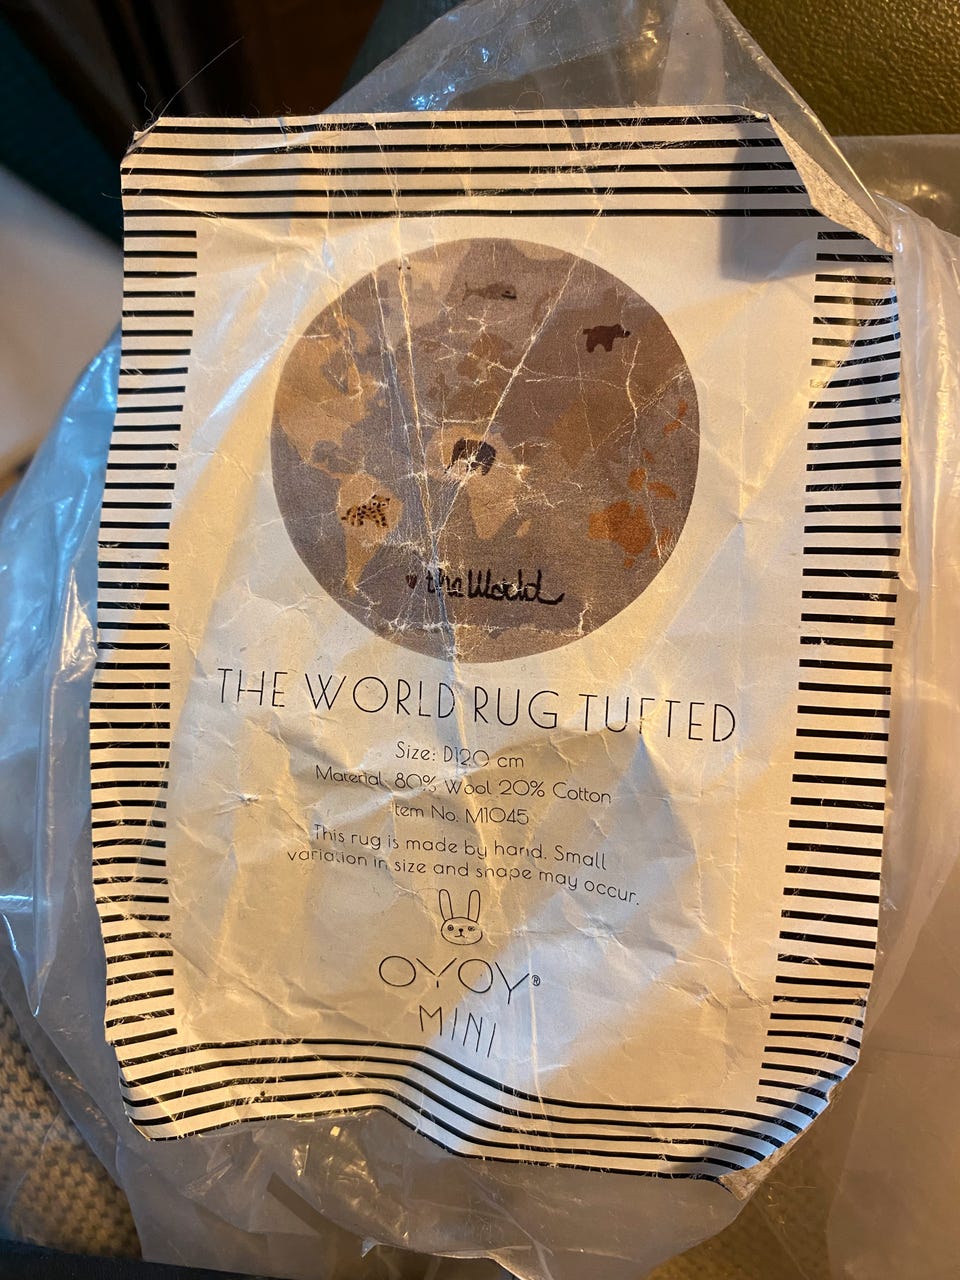 the World
THE WORLD RUG TUFTED
Size: D120 cm
Material: 80% Wool 20% Cotton
Item No. M1045
This rug is made by hand. Small
variation in size and shape may occur.
OYOY®
MINI